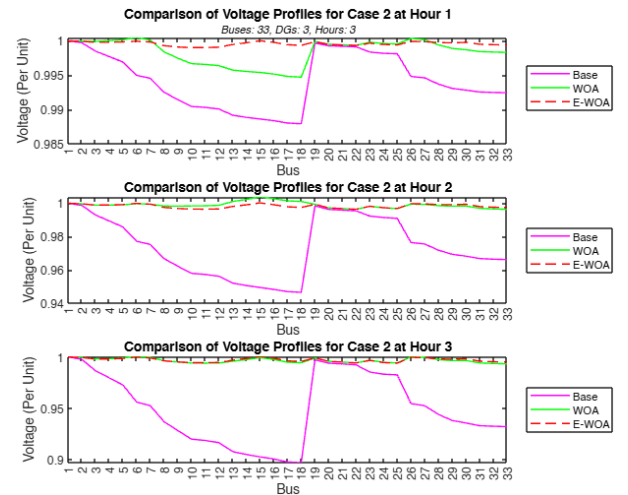 Comparison of Voltage Profiles for Case 2 at Hour 1
Buses: 33, DGs: 3, Hours: 3
Voltage (Per Unit)
1
0.995
0.99
0.985
1 2 3 4 5 6 7 8 9 10 11 12 13 14 15 16 17 18 19 20 21 22 23 24 25 26 27 28 29 30 31 32 33
Bus
Base
WOA
E-WOA
Comparison of Voltage Profiles for Case 2 at Hour 2
Voltage (Per Unit)
1
0.98
0.96
0.94
1 2 3 4 5 6 7 8 9 10 11 12 13 14 15 16 17 18 19 20 21 22 23 24 25 26 27 28 29 30 31 32 33
Bus
Base
WOA
E-WOA
Comparison of Voltage Profiles for Case 2 at Hour 3
Voltage (Per Unit)
1
0.95
0.9
1 2 3 4 5 6 7 8 9 10 11 12 13 14 15 16 17 18 19 20 21 22 23 24 25 26 27 28 29 30 31 32 33
Bus
Base
WOA
E-WOA